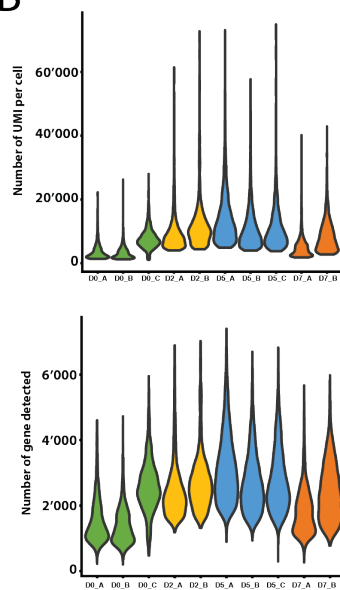 B
Number of UMI per cell
60’000
40’000
20’000
0
D0_A D0_B D0_C D2_A D2_B D5_A D5_B D5_C D7_A D7_B
Number of gene detected
6’000
4’000
2’000
0
D0_A D0_B D0_C D2_A D2_B D5_A D5_B D5_C D7_A D7_B